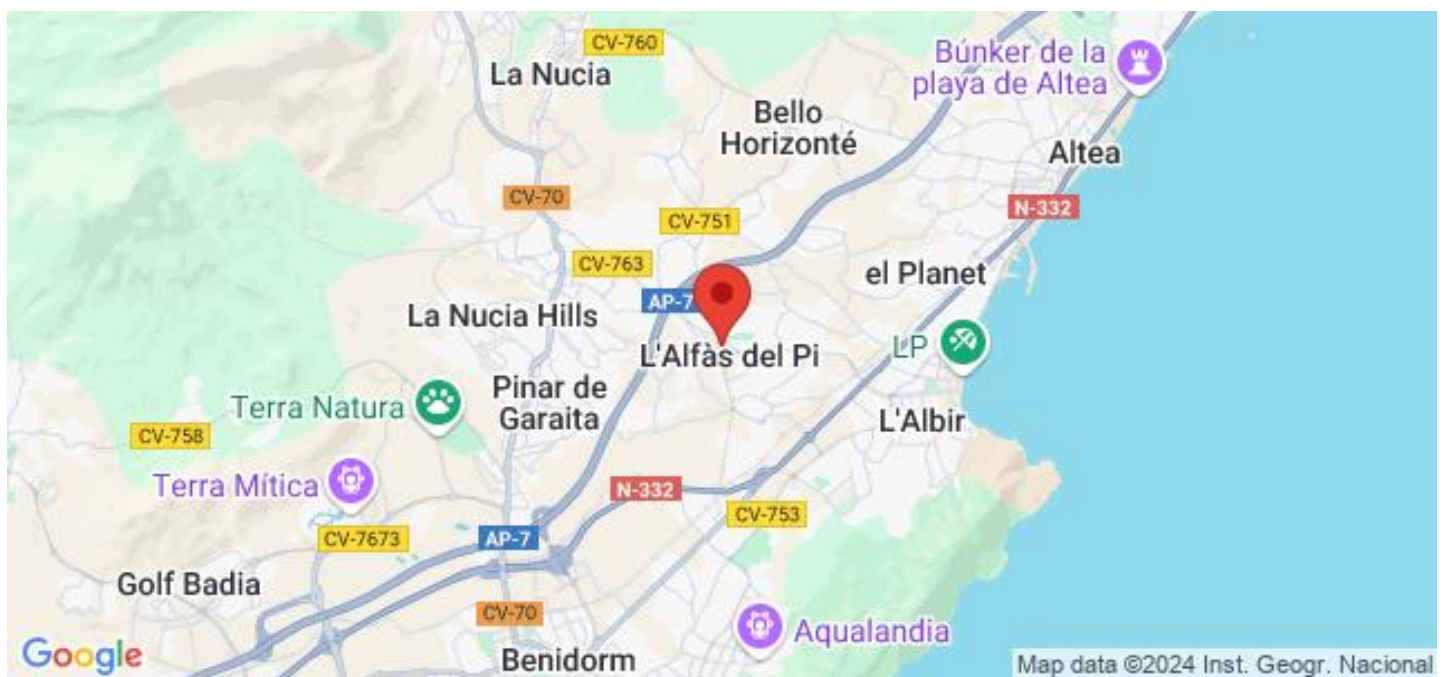 CV-760
La Nucia
Búnker de la
playa de Altea
Bello
Horizonté
Altea
CV-70
N-332
CV-751
CV-763
el Planet
AP-7
La Nucia Hills
LP
L'Alfàs del Pi
Pinar de
Garaita
Terra Natura
L'Albir
CV-758
Terra Mítica
N-332
CV-753
CV-7673
AP-7
Golf Badia
CV-70
Aqualandia
Benidorm
Google
Map data ©2024 Inst. Geogr. Nacional